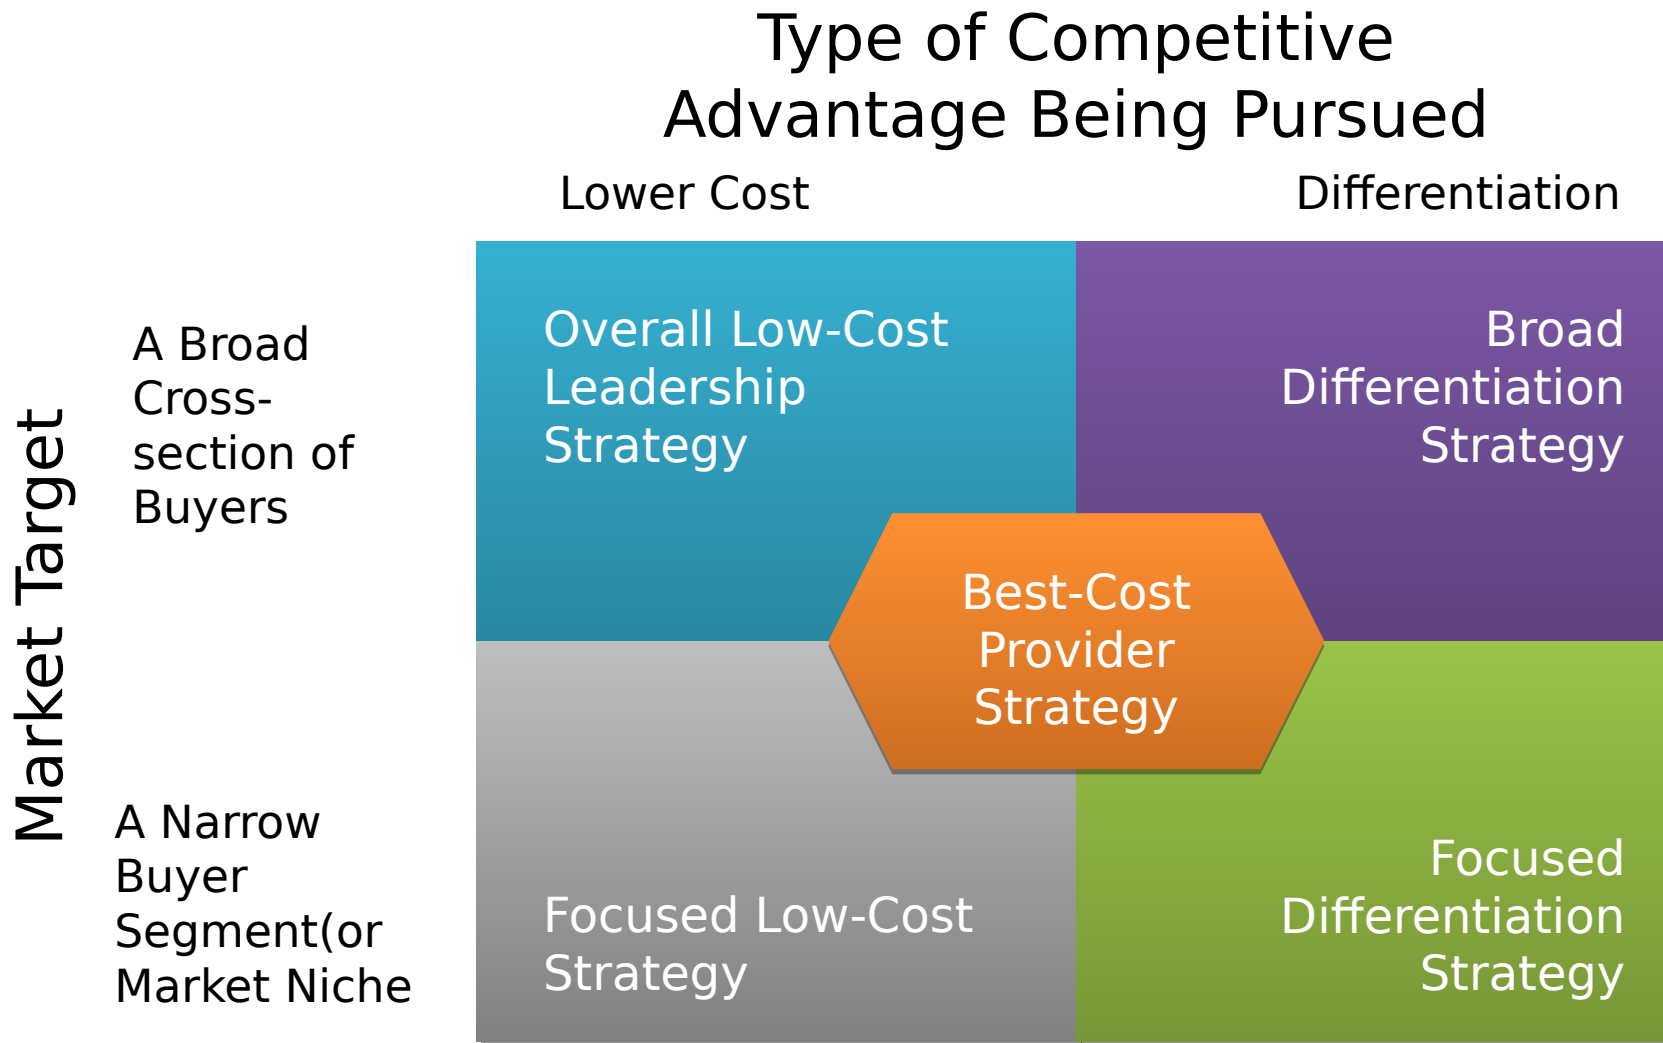 Type of Competitive
Advantage Being Pursued
Lower Cost
Differentiation
Market Target
A Broad
Cross-
section of
Buyers
Overall Low-Cost
Leadership
Strategy
Broad
Differentiation
Strategy
Best-Cost
Provider
Strategy
A Narrow
Buyer
Segment(or
Market Niche
Focused Low-Cost
Strategy
Focused
Differentiation
Strategy